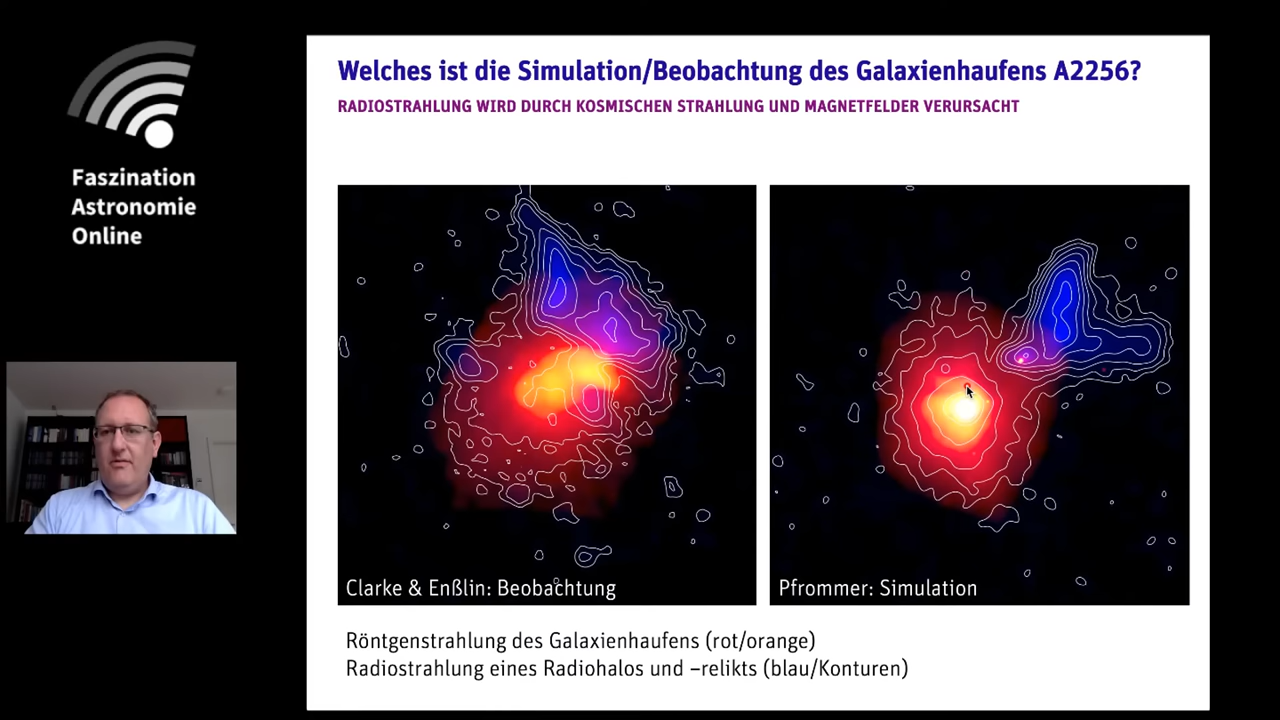 Faszination
Astronomie
Online
Welches ist die Simulation/Beobachtung des Galaxienhaufens A2256?
RADIOSTRAHLUNG WIRD DURCH KOSMISCHEN STRAHLUNG UND MAGNETFELDER VERURSACHT
Clarke & Enßlin: Beobachtung
Pfrommer: Simulation
Röntgenstrahlung des Galaxienhaufens (rot/orange)
Radiostrahlung eines Radiohalos und –relikts (blau/Konturen)